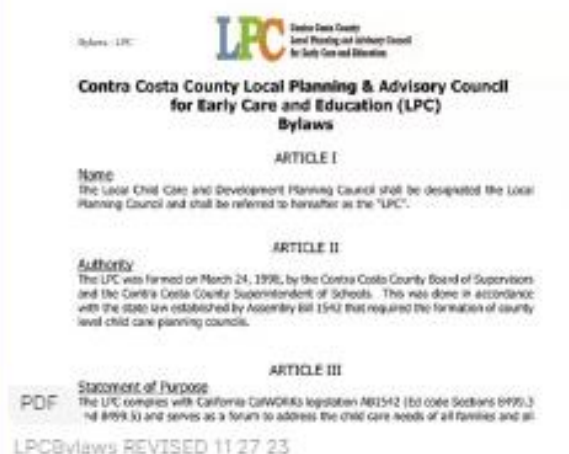 Bylaws - LPC
LPC
Contra Costa County
Local Planning and Advisory Council
for Early Care and Education
Contra Costa County Local Planning & Advisory Council
for Early Care and Education (LPC)
Bylaws
ARTICLE I
Name
The Local Child Care and Development Planning Council shall be designated the Local
Planning Council and shall be referred to hereafter as the "LPC".
ARTICLE II
Authority
The LPC was formed on March 24, 1998, by the Contra Costa County Board of Supervisors
and the Contra Costa County Superintendent of Schools. This was done in accordance
with the state law established by Assembly Bill 1542 that required the formation of county
level child care planning councils.
ARTICLE III
Statement of Purpose
The LPC complies with California CalWORKs legislation AB1542 (Ed code Sections 8499.3
nd 8499.5) and serves as a forum to address the child care needs of all families and all
PDF
LPCBylaws REVISED 11 27 23